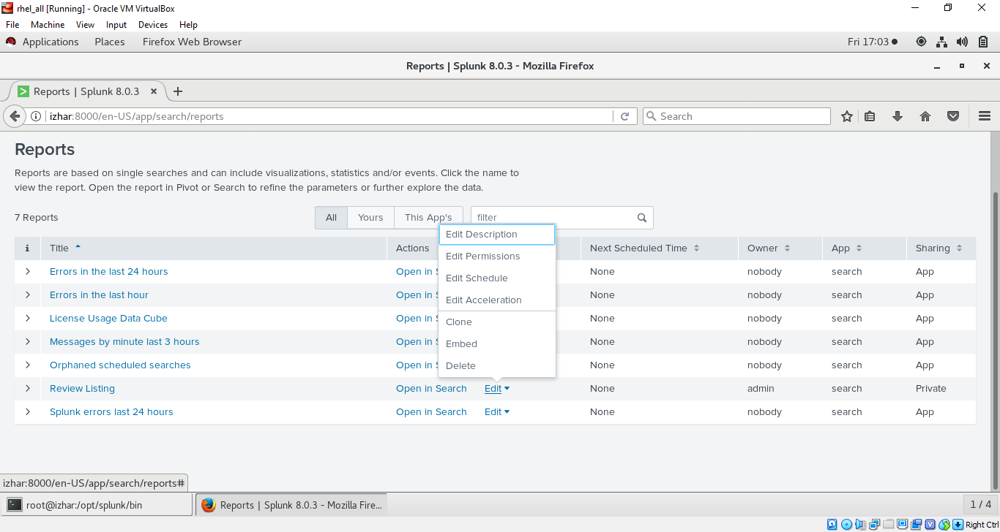 rhel_all [Running] - Oracle VM VirtualBox
File Machine View Input Devices Help
Applications Places Firefox Web Browser Fri 17:03
Reports | Splunk 8.0.3 - Mozilla Firefox
Reports | Splunk 8.0.3
izhar:8000/en-US/app/search/reports Search
Reports
Reports are based on single searches and can include visualizations, statistics and/or events. Click the name to
view the report. Open the report in Pivot or Search to refine the parameters or further explore the data.
7 Reports All Yours This App's filter
i Title Actions Next Scheduled Time Owner App Sharing
Edit Description
Edit Permissions
Edit Schedule
Edit Acceleration
Clone
Embed
Delete
Errors in the last 24 hours Open in S None nobody search App
Errors in the last hour Open in S None nobody search App
License Usage Data Cube Open in S None nobody search App
Messages by minute last 3 hours Open in S None nobody search App
Orphaned scheduled searches Open in S None nobody search App
Review Listing Open in Search Edit None admin search Private
Splunk errors last 24 hours Open in Search Edit None nobody search App
izhar:8000/en-US/app/search/reports#
root@izhar:/opt/splunk/bin Reports | Splunk 8.0.3 - Mozilla Fire... 1 / 4
Right Ctrl